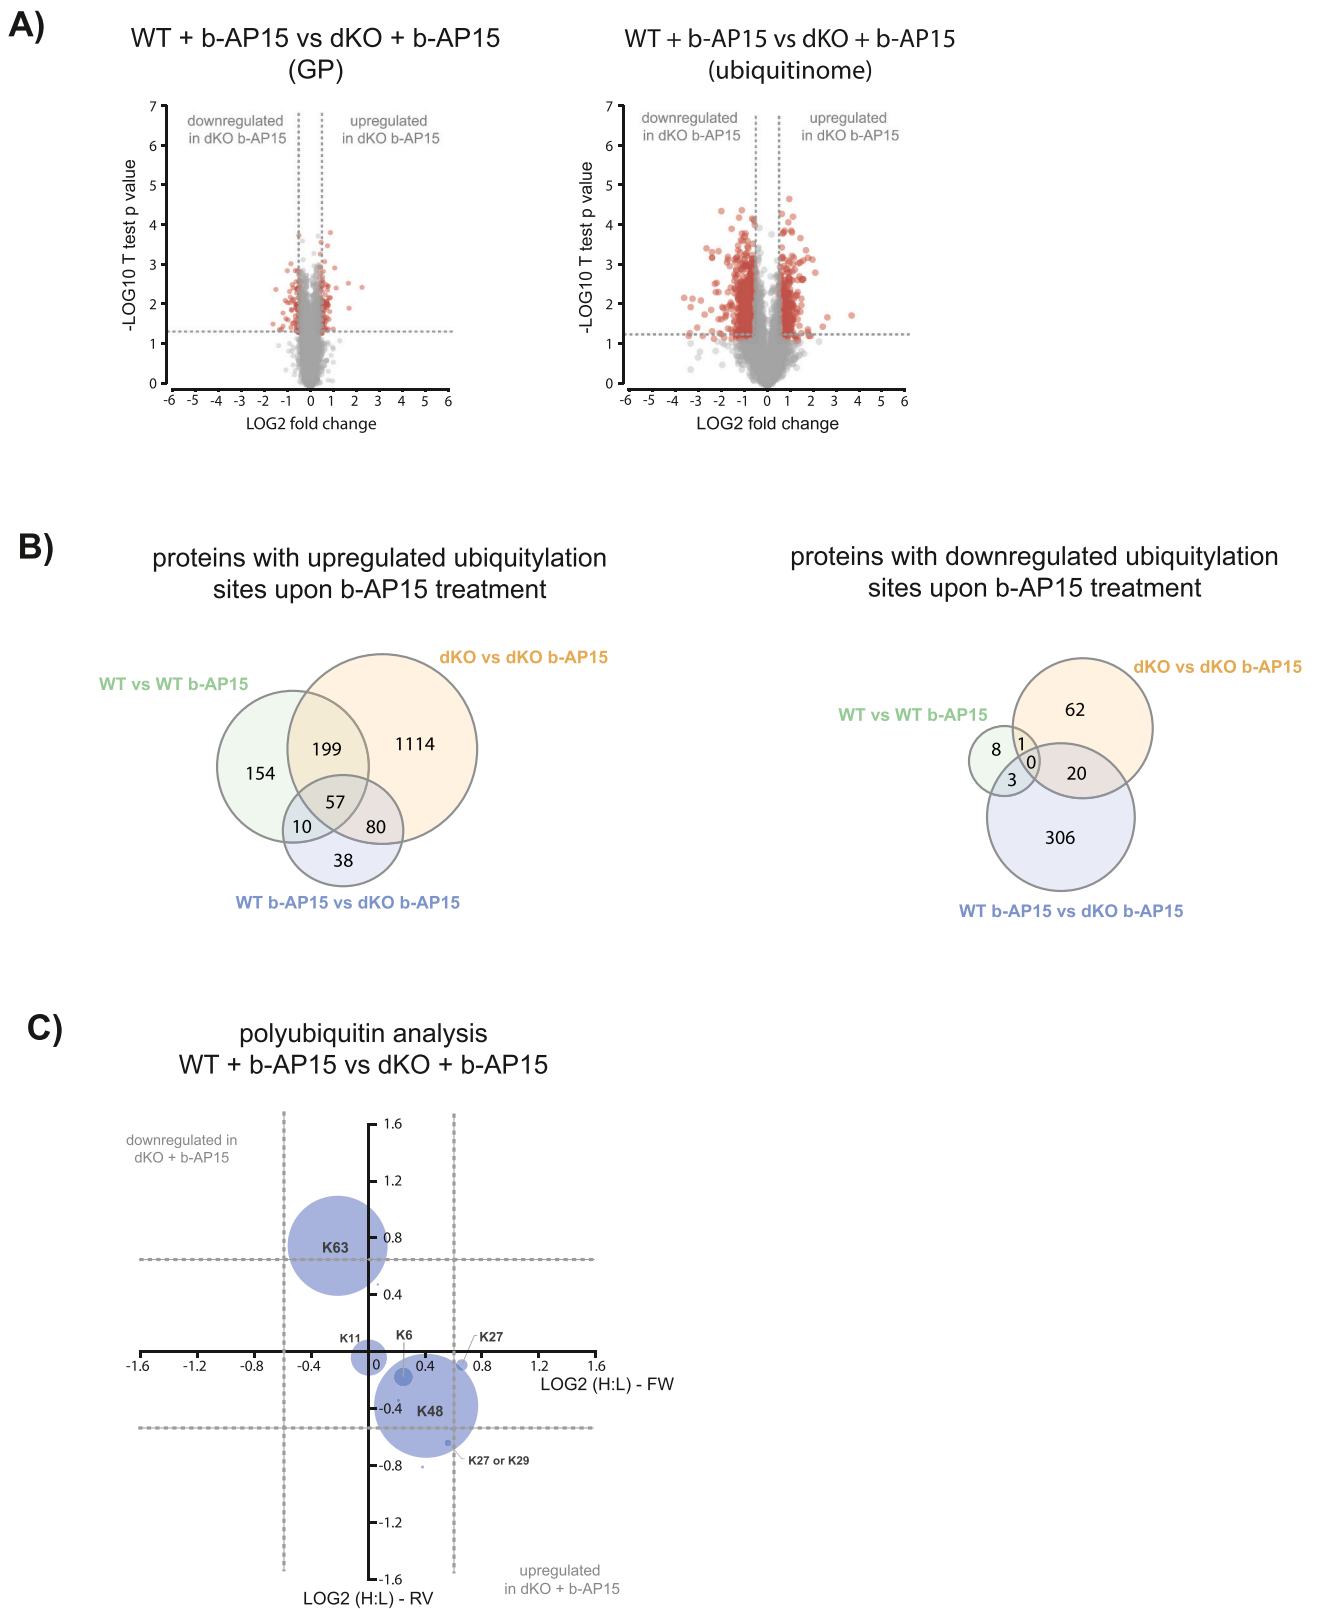 A)
WT + b-AP15 vs dKO + b-AP15
(GP)
downregulated
in dKO b-AP15
upregulated
in dKO b-AP15
-LOG10 T test p value
7
6
5
4
3
2
1
0
-6 -5 -4 -3 -2 -1 0 1 2 3 4 5 6
LOG2 fold change
WT + b-AP15 vs dKO + b-AP15
(ubiquitinome)
downregulated
in dKO b-AP15
upregulated
in dKO b-AP15
-LOG10 T test p value
7
6
5
4
3
2
1
0
-6 -5 -4 -3 -2 -1 0 1 2 3 4 5 6
LOG2 fold change
B)
proteins with upregulated ubiquitylation
sites upon b-AP15 treatment
dKO vs dKO b-AP15
WT vs WT b-AP15
199
1114
154
57
10
80
38
WT b-AP15 vs dKO b-AP15
proteins with downregulated ubiquitylation
sites upon b-AP15 treatment
dKO vs dKO b-AP15
WT vs WT b-AP15
62
8
1
0
3
20
306
WT b-AP15 vs dKO b-AP15
C)
polyubiquitin analysis
WT + b-AP15 vs dKO + b-AP15
downregulated in
dKO + b-AP15
1.6
1.2
0.8
K63
0.4
K11
K6
K27
-1.6 -1.2 -0.8 -0.4 0 0.4 0.8 1.2 1.6
LOG2 (H:L) - FW
-0.4
K48
K27 or K29
-0.8
-1.2
-1.6
upregulated
in dKO + b-AP15
LOG2 (H:L) - RV